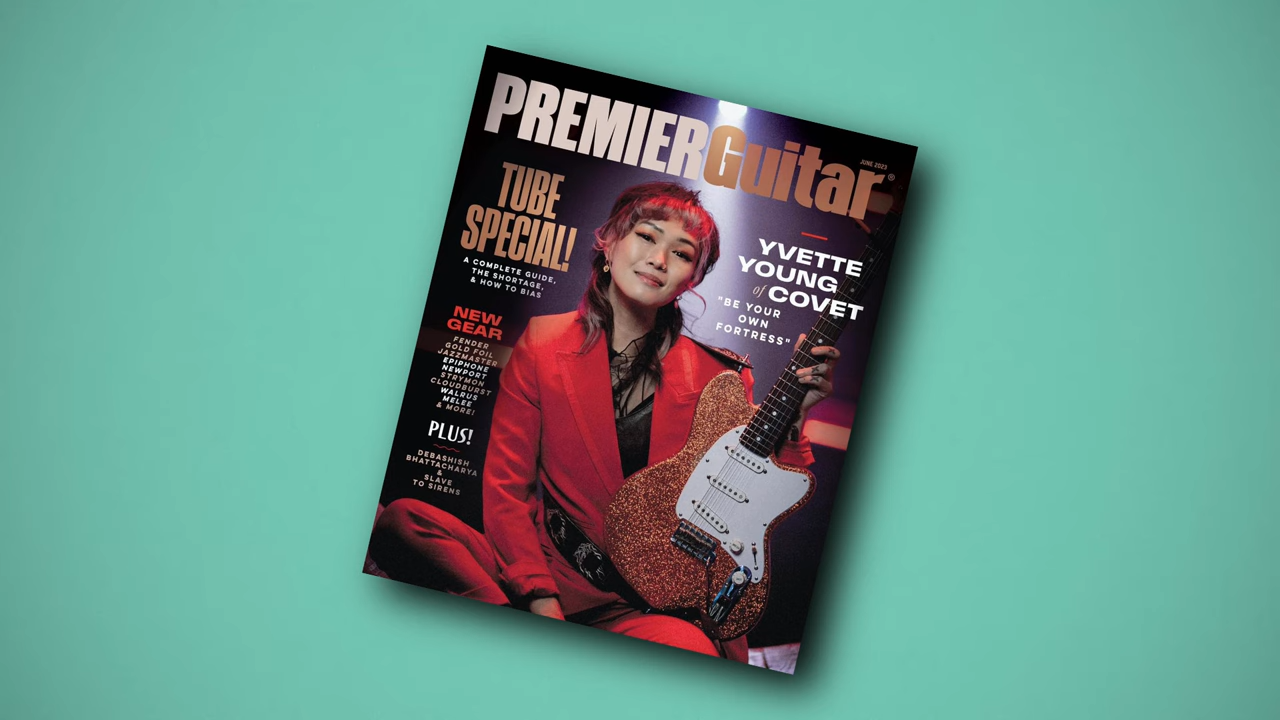 PREMIER Guitar®
JUNE 2023
TUBE
SPECIAL!
A COMPLETE GUIDE,
THE SHORTAGE,
& HOW TO BIAS
NEW
GEAR
FENDER
GOLD FOIL
JAZZMASTER
EPIPHONE
NEWPORT
STRYMON
CLOUDBURST
WALRUS
MELEE
& MORE!
PLUS!
DEBASHISH
BHATTACHARYA
&
SLAVE
TO SIRENS
YVETTE
YOUNG
of COVET
"BE YOUR
OWN
FORTRESS"